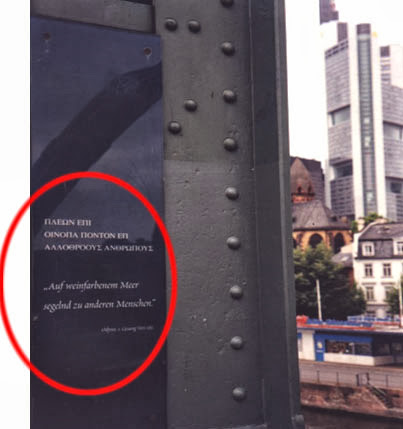 ΠΛΕΩΝ ΕΠΙ
ΟΙΝΟΠΑ ΠΟΝΤΟΝ ΕΠ
ΑΛΛΟΘΡΟΟΥΣ ΑΝΘΡΩΠΟΥΣ
„Auf weinfarbenem Meer
segelnd zu anderen Menschen.“